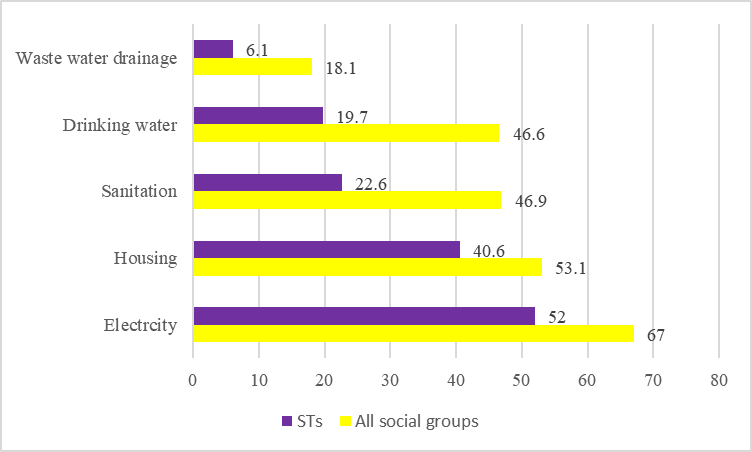 Waste water drainage
6.1
18.1
Drinking water
19.7
46.6
Sanitation
22.6
46.9
Housing
40.6
53.1
Electrcity
52
67
0 10 20 30 40 50 60 70 80
STs All social groups